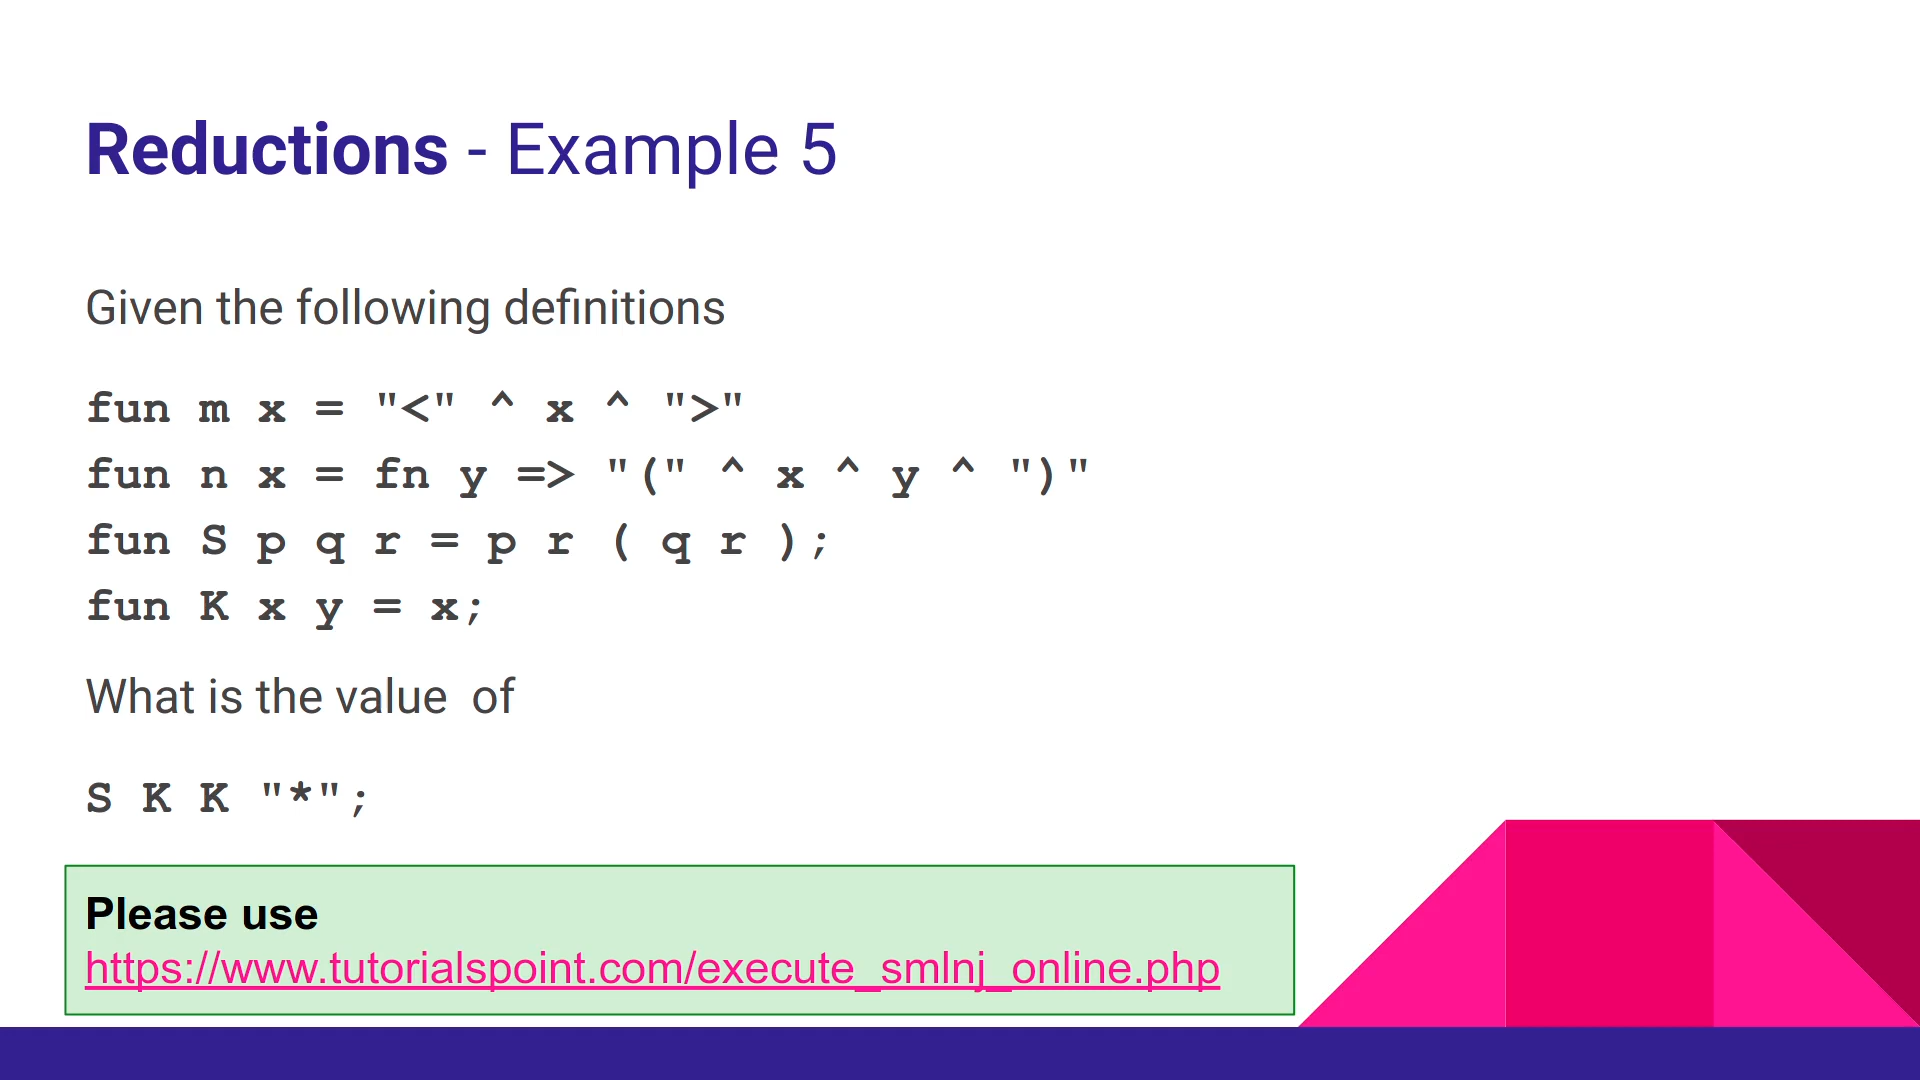 Reductions - Example 5
Given the following definitions
fun m x = "<" ^ x ^ ">"
fun n x = fn y => "(" ^ x ^ y ^ ")"
fun S p q r = p r ( q r );
fun K x y = x;
What is the value  of
S K K "*";
Please use
https://www.tutorialspoint.com/execute_smlnj_online.php